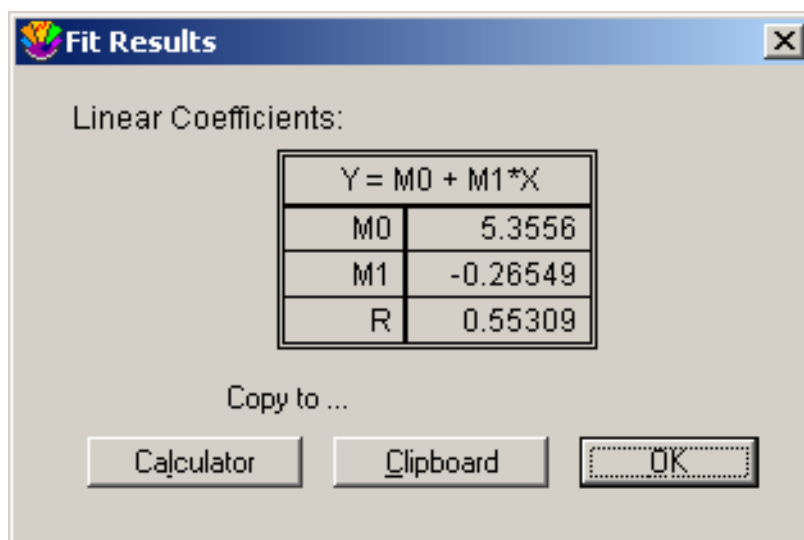 Fit Results
Linear Coefficients:
Y = M0 + M1*X
M0 5.3556
M1 -0.26549
R 0.55309
Copy to ...
Calculator Clipboard OK